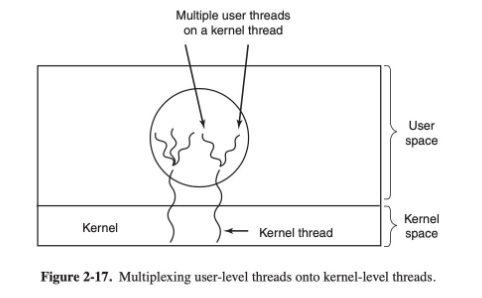 Multiple user threads
on a kernel thread
User
space
Kernel
Kernel thread
Kernel
space
Figure 2-17. Multiplexing user-level threads onto kernel-level threads.